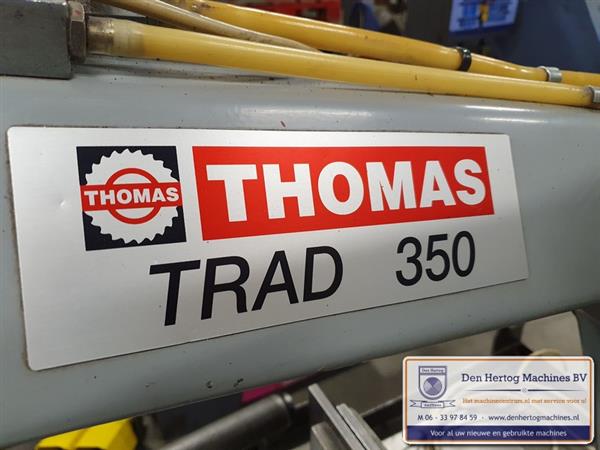 THOMAS
THOMAS
TRAD 350
Den Hertog Machines BV
Het machinecentrum.nl met service voor u!
M 06 - 33 97 84 59 · www.denhertogmachines.nl
Voor al uw nieuwe en gebruikte machines